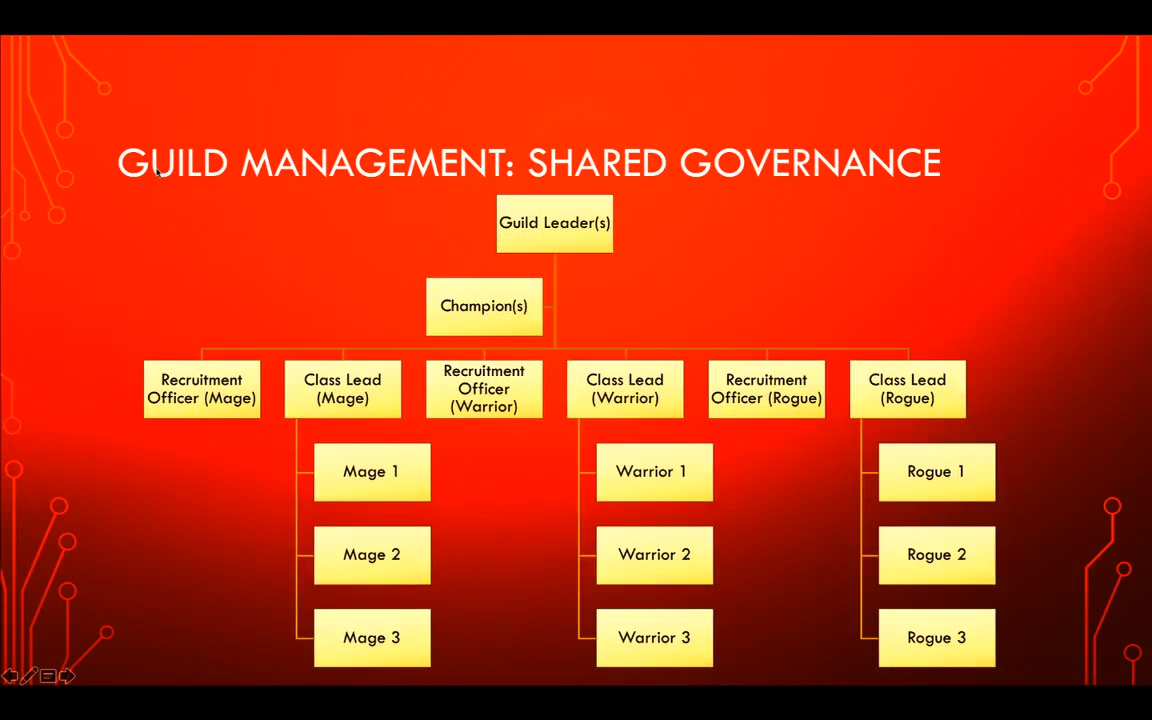 GUILD MANAGEMENT: SHARED GOVERNANCE
Guild Leader(s)
Champion(s)
Recruitment
Officer (Mage)
Class Lead
(Mage)
Recruitment
Officer
(Warrior)
Class Lead
(Warrior)
Recruitment
Officer (Rogue)
Class Lead
(Rogue)
Mage 1
Warrior 1
Rogue 1
Mage 2
Warrior 2
Rogue 2
Mage 3
Warrior 3
Rogue 3